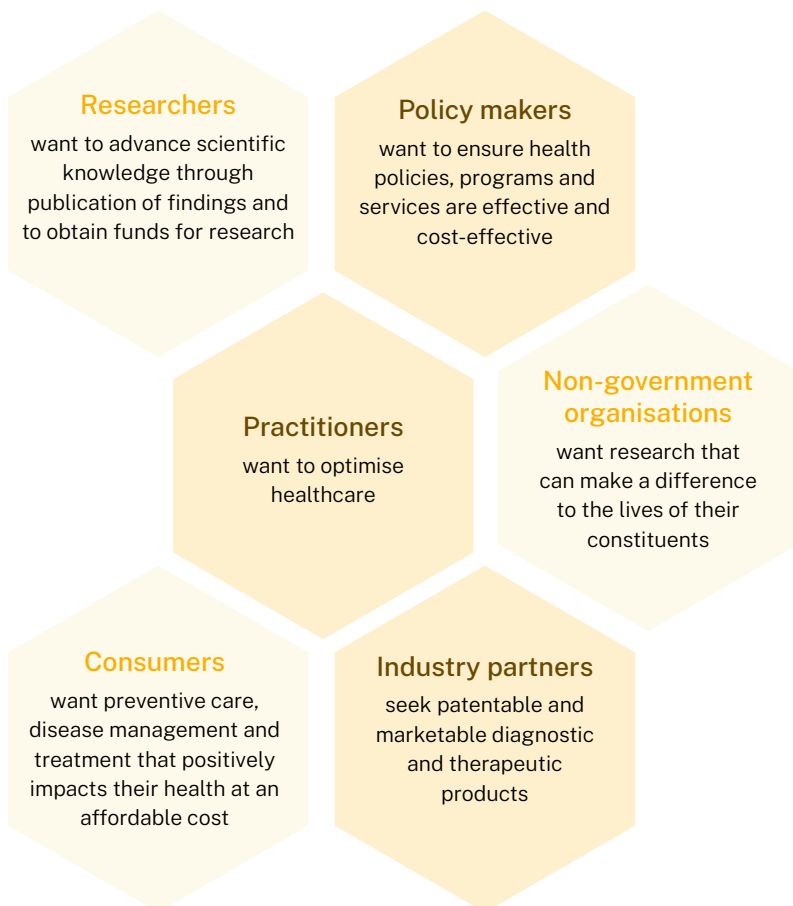 Researchers
want to advance scientific
knowledge through
publication of findings and
to obtain funds for research
Policy makers
want to ensure health
policies, programs and
services are effective and
cost-effective
Practitioners
want to optimise
healthcare
Non-government
organisations
want research that
can make a difference
to the lives of their
constituents
Consumers
want preventive care,
disease management and
treatment that positively
impacts their health at an
affordable cost
Industry partners
seek patentable and
marketable diagnostic
and therapeutic
products